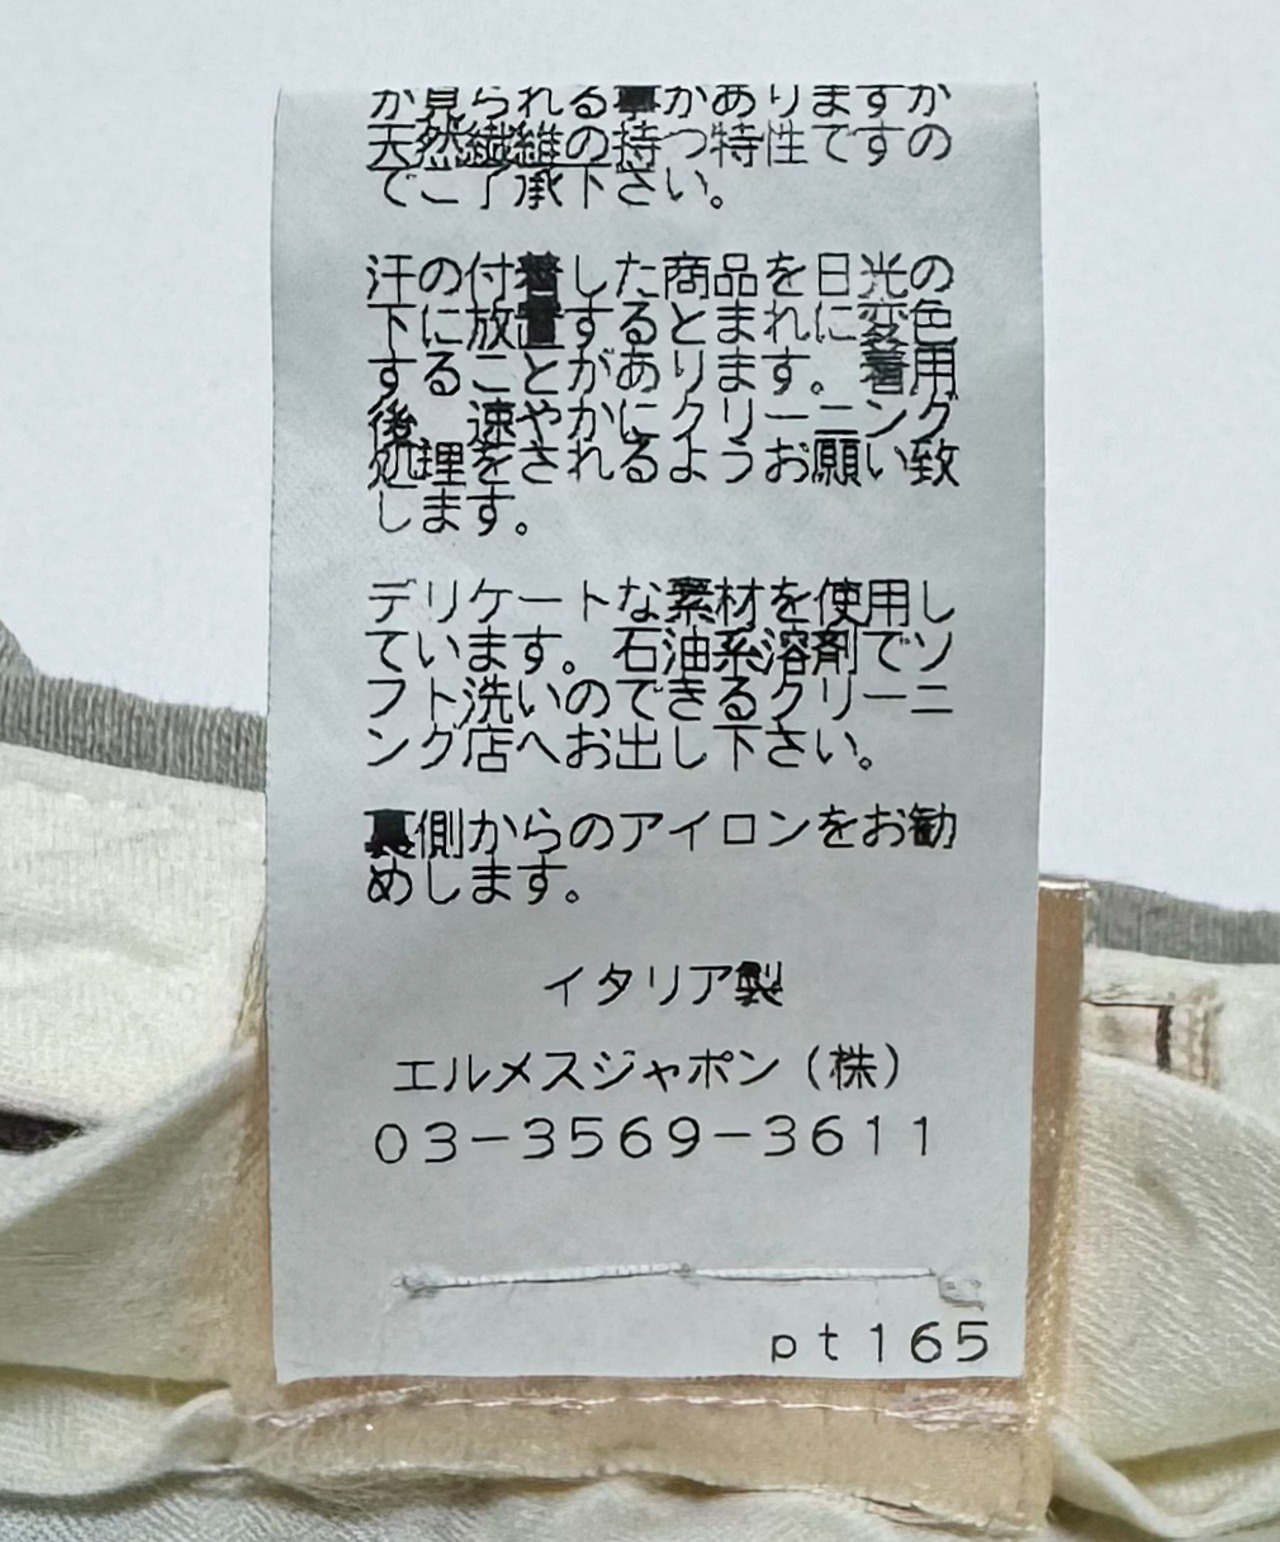 が見られる事がありますが
天然繊維の持つ特性ですの
でご了承下さい。
汗の付着した商品を日光の
下に放置するとまれに変色
することがあります。着用
後 速やかにクリーニング
処理をされるようお願い致
します。
デリケートな素材を使用し
ています。石油系溶剤でソ
フト洗いのできるクリーニ
ング店へお出し下さい。
裏側からのアイロンをお勧
めします。
イタリア製
エルメスジャポン（株）
０３－３５６９－３６１１
ｐｔ１６５